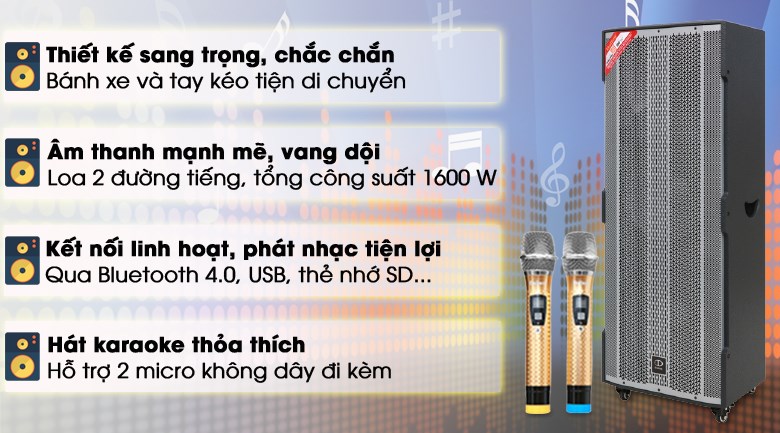 Thiết kế sang trọng, chắc chắn
Bánh xe và tay kéo tiện di chuyển
Âm thanh mạnh mẽ, vang dội
Loa 2 đường tiếng, tổng công suất 1600 W
Kết nối linh hoạt, phát nhạc tiện lợi
Qua Bluetooth 4.0, USB, thẻ nhớ SD...
Hát karaoke thỏa thích
Hỗ trợ 2 micro không dây đi kèm